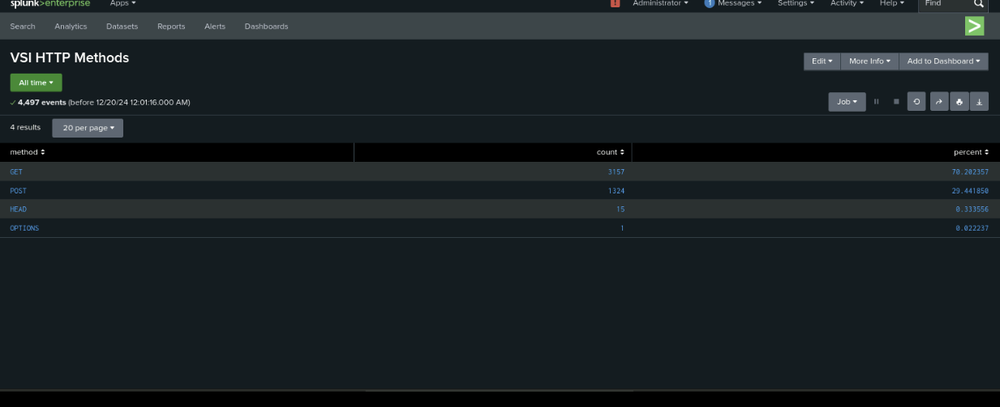 splunk>enterprise Apps ! Administrator 1 Messages Settings Activity Help Find
Search Analytics Datasets Reports Alerts Dashboards
VSI HTTP Methods
Edit More Info Add to Dashboard
All time
✓ 4,497 events (before 12/20/24 12:01:16.000 AM)
Job
4 results 20 per page
method count percent
GET 3157 70.202357
POST 1324 29.441850
HEAD 15 0.333556
OPTIONS 1 0.022237